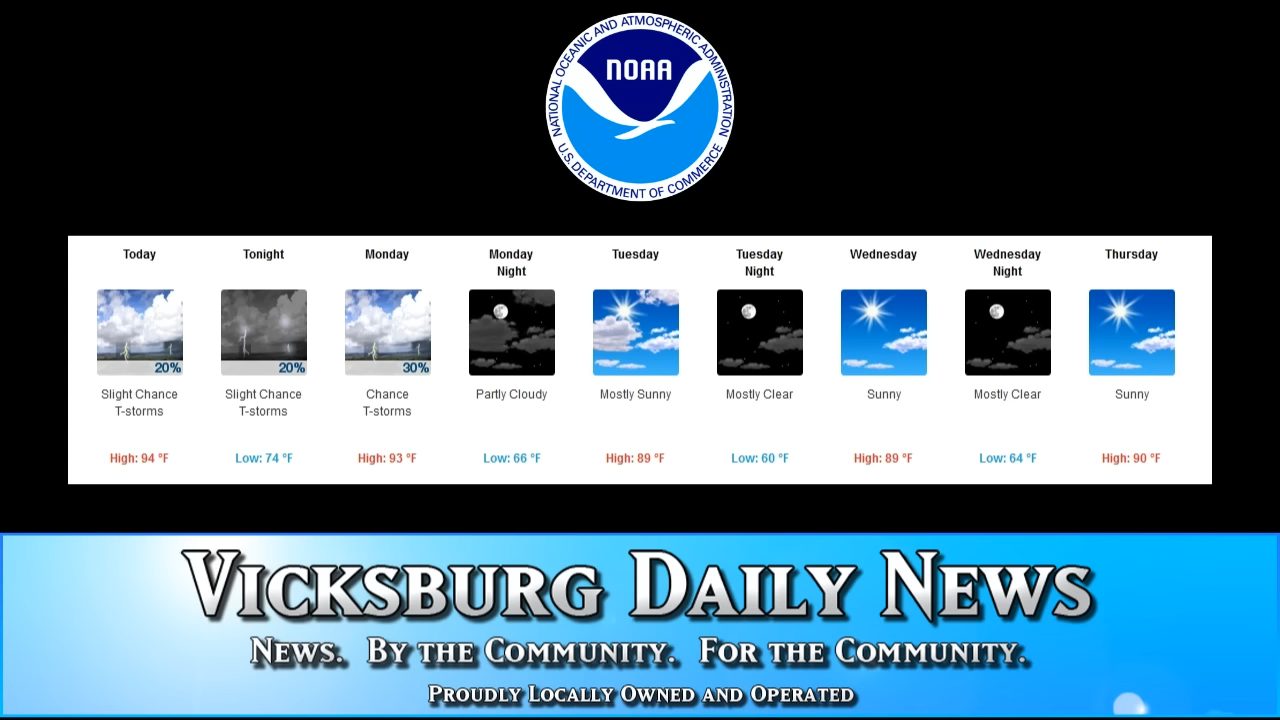 NATIONAL OCEANIC AND ATMOSPHERIC ADMINISTRATION
NOAA
U.S. DEPARTMENT OF COMMERCE
Today
Tonight
Monday
Monday
Night
Tuesday
Tuesday
Night
Wednesday
Wednesday
Night
Thursday
20%
20%
30%
Slight Chance
T-storms
Slight Chance
T-storms
Chance
T-storms
Partly Cloudy
Mostly Sunny
Mostly Clear
Sunny
Mostly Clear
Sunny
High: 94 °F
Low: 74 °F
High: 93 °F
Low: 66 °F
High: 89 °F
Low: 60 °F
High: 89 °F
Low: 64 °F
High: 90 °F
Vicksburg Daily News
News. By the Community. For the Community.
Proudly Locally Owned and Operated